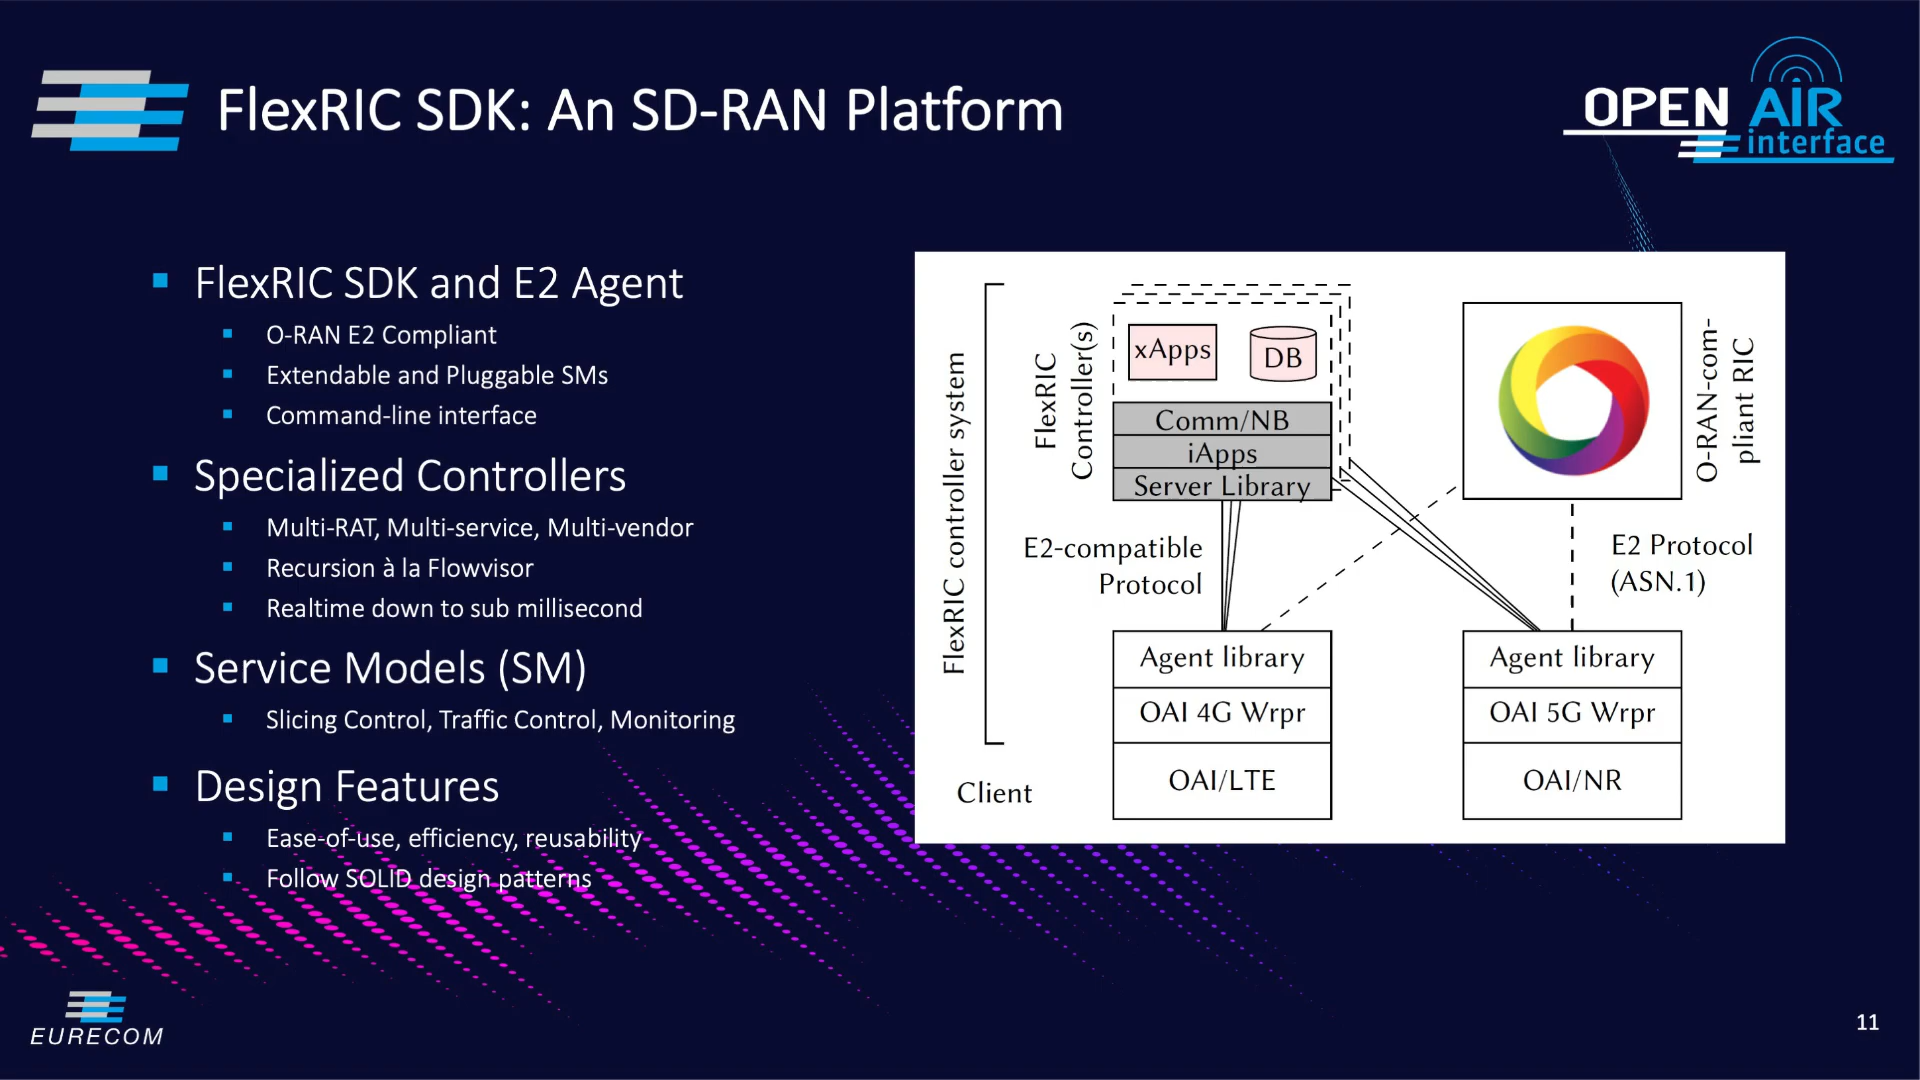 FlexRIC SDK: An SD-RAN Platform
OPEN AIR
interface
FlexRIC SDK and E2 Agent
O-RAN E2 Compliant
Extendable and Pluggable SMs
Command-line interface
Specialized Controllers
Multi-RAT, Multi-service, Multi-vendor
Recursion à la Flowvisor
Realtime down to sub millisecond
Service Models (SM)
Slicing Control, Traffic Control, Monitoring
Design Features
Ease-of-use, efficiency, reusability
Follow SOLID design patterns
FlexRIC controller system
FlexRIC
Controller(s)
xApps
DB
Comm/NB
iApps
Server Library
O-RAN-com-
pliant RIC
E2-compatible
Protocol
E2 Protocol
(ASN.1)
Agent library
OAI 4G Wrpr
OAI/LTE
Agent library
OAI 5G Wrpr
OAI/NR
Client
EURECOM
11